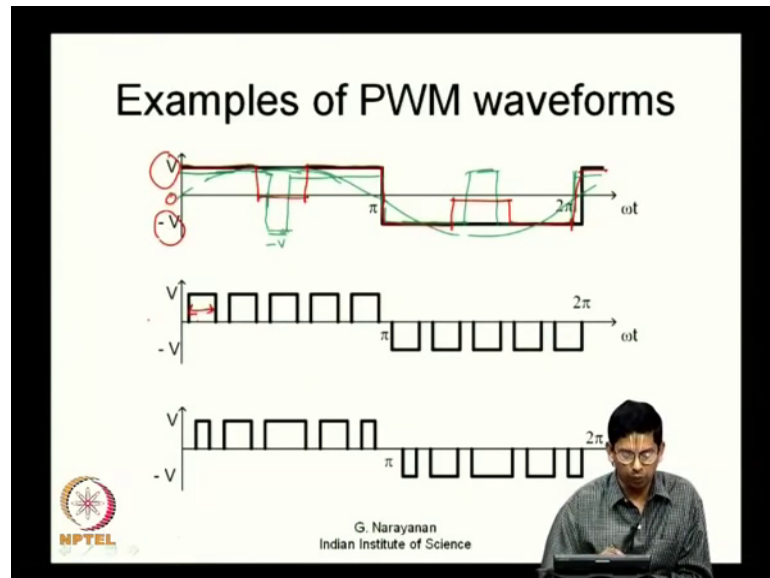 Examples of PWM waveforms
V
0
- V
-V
π
2π
ωt
V
- V
π
2π
ωt
V
- V
π
2π
G. Narayanan
Indian Institute of Science
NPTEL